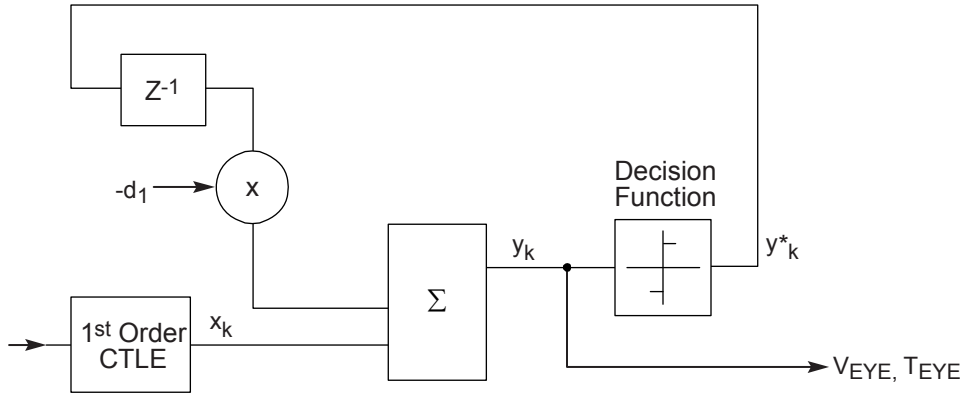 Z-1
Decision
Function
-d1
x
yk
y*k
Σ
1st Order
CTLE
xk
VEYE, TEYE